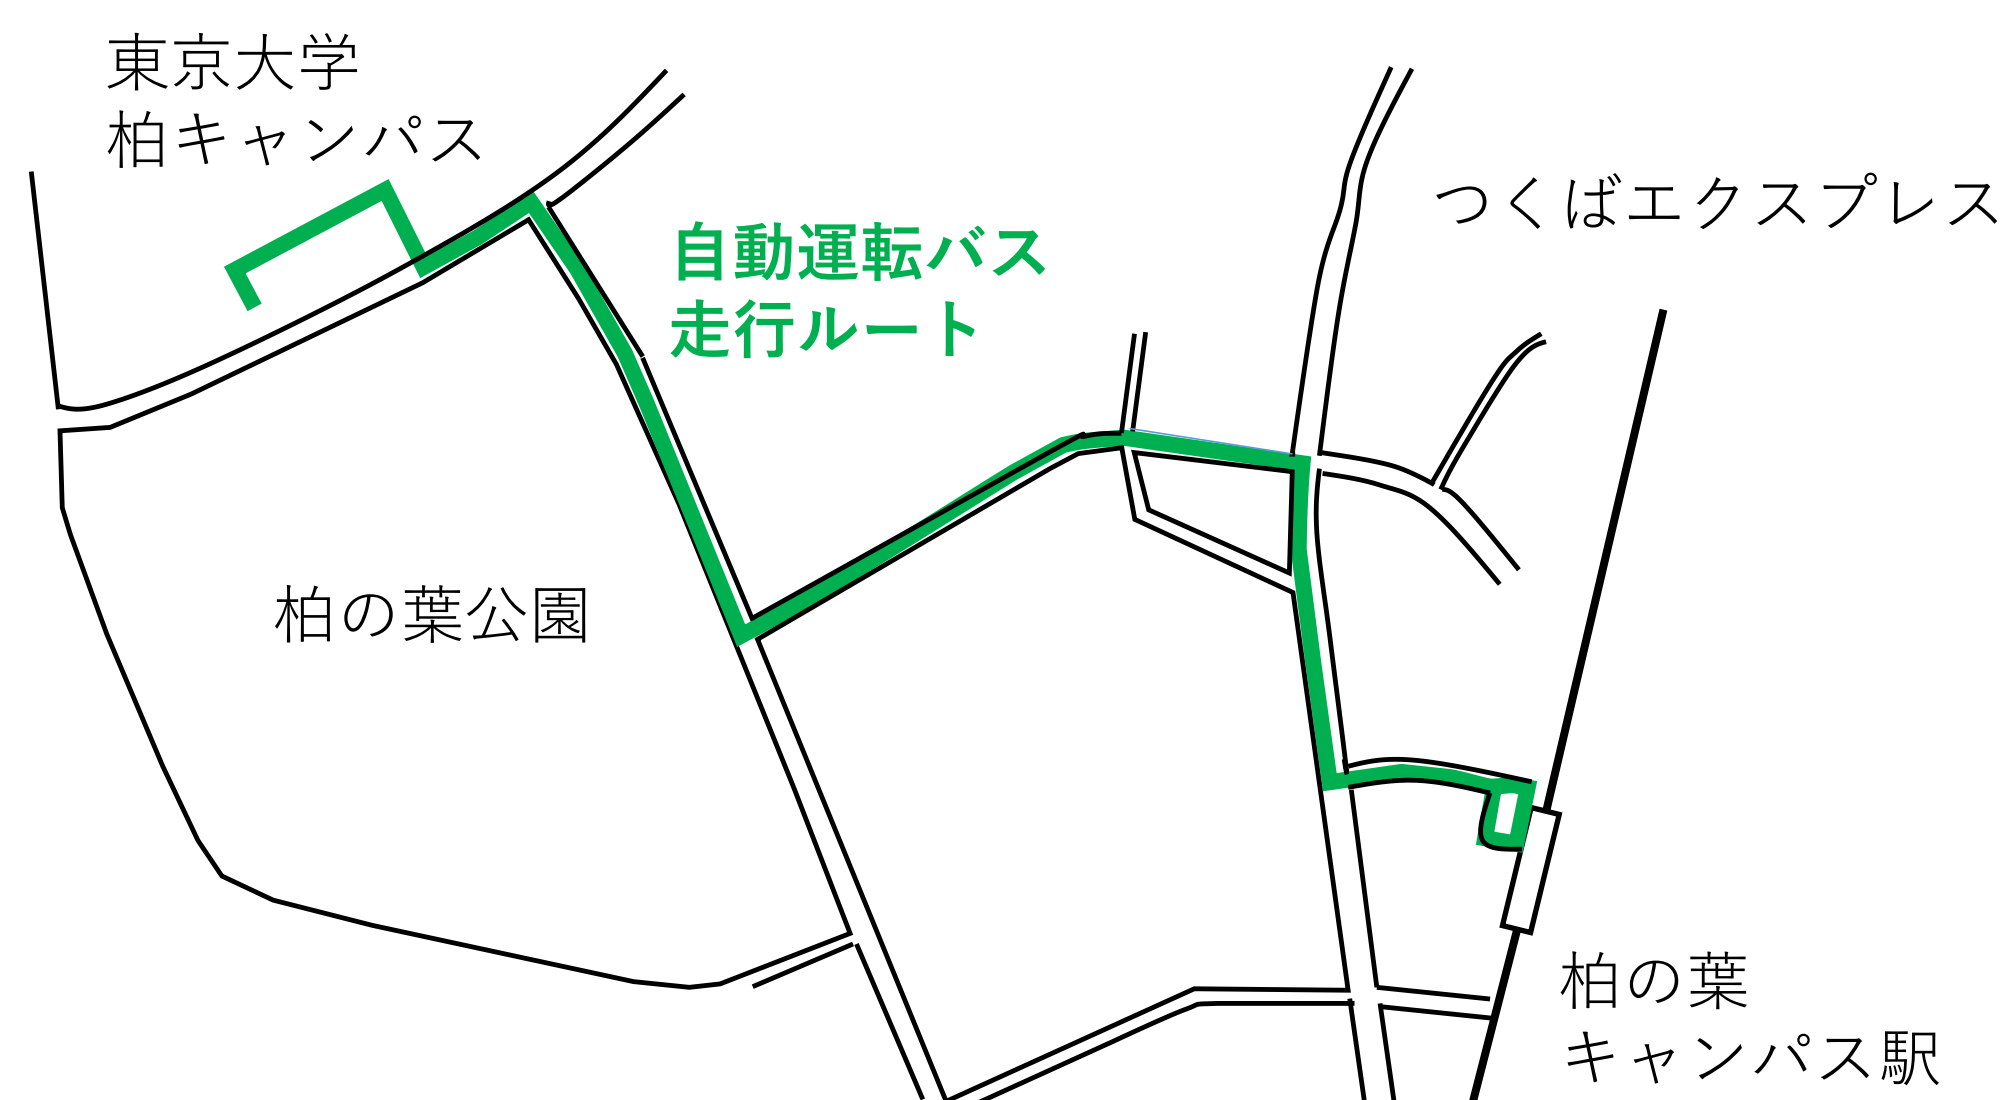 東京大学
柏キャンパス
つくばエクスプレス
自動運転バス
走行ルート
柏の葉公園
柏の葉
キャンパス駅